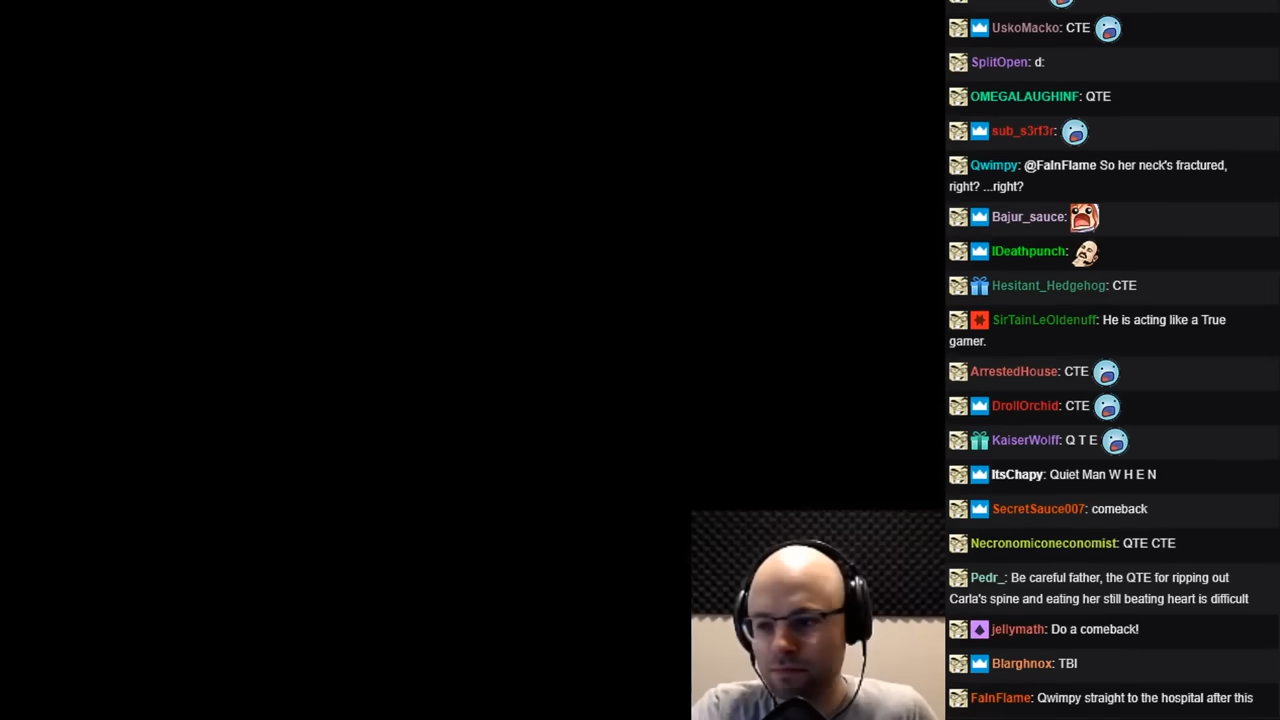 UskoMacko: CTE
SplitOpen: d:
OMEGALAUGHINF: QTE
sub_s3rf3r:
Qwimpy: @FalnFlame So her neck's fractured,
right? ...right?
Bajur_sauce:
IDeathpunch:
Hesitant_Hedgehog: CTE
SirTainLeOldenuff: He is acting like a True
gamer.
ArrestedHouse: CTE
DrollOrchid: CTE
KaiserWolff: Q T E
ItsChapy: Quiet Man W H E N
SecretSauce007: comeback
Necronomiconeconomist: QTE CTE
Pedr_: Be careful father, the QTE for ripping out
Carla's spine and eating her still beating heart is difficult
jellymath: Do a comeback!
Blarghnox: TBI
FalnFlame: Qwimpy straight to the hospital after this